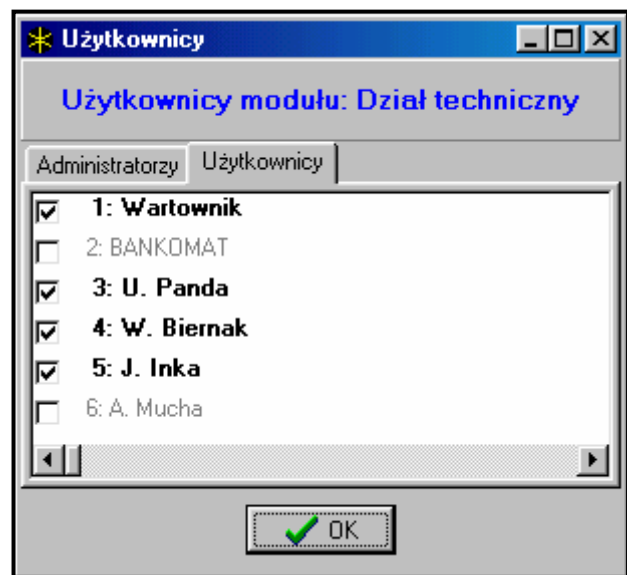 Użytkownicy
Użytkownicy modułu: Dział techniczny
Administratorzy Użytkownicy
1: Wartownik
2: BANKOMAT
3: U. Panda
4: W. Biernak
5: J. Inka
6: A. Mucha
OK